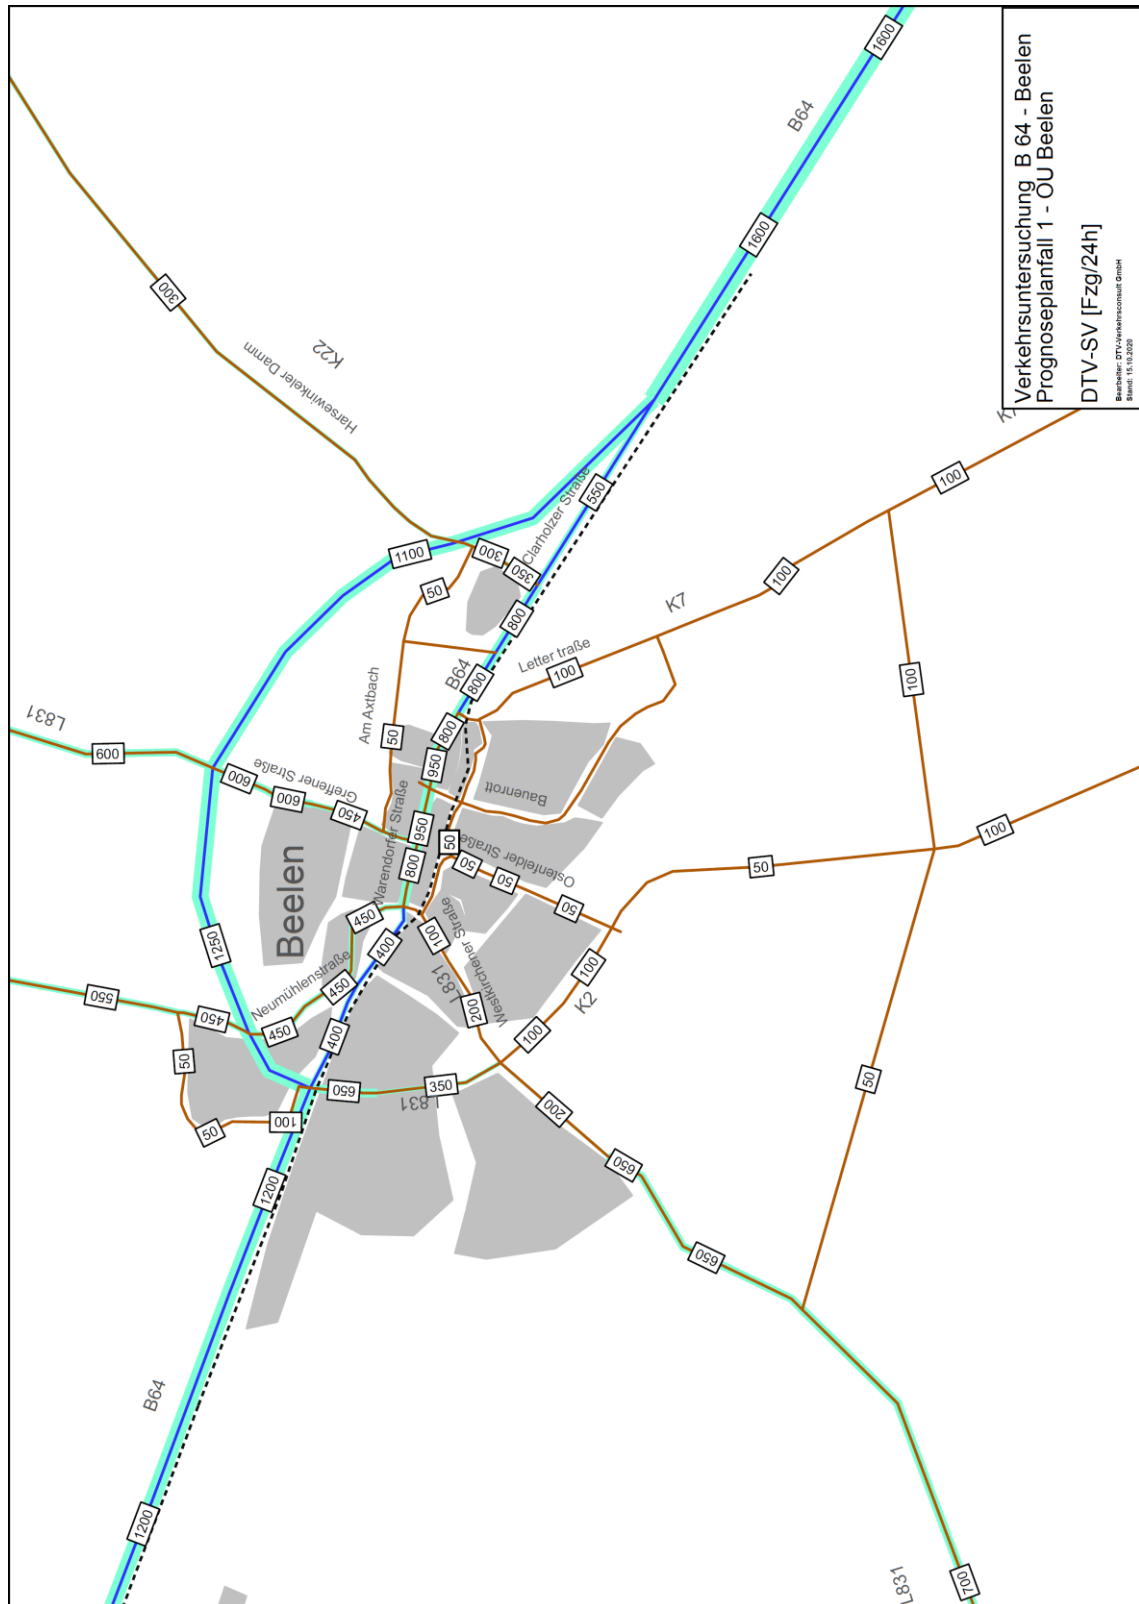 Verkehrsuntersuchung B 64 - Beelen
Prognoseplanfall 1 - OU Beelen
DTV-SV [Fzg/24h]
Bearbeiter: DTV-Verkehrsconsult GmbH
Stand: 15.10.2020
1600
B64
1600
300
K22
Harsewinkeler Damm
550
Clarholzer Straße
1100
300
350
50
800
100
100
K7
B64
800
Letter traße
100
100
L831
600
600
Greffener Straße
600
450
Am Axtbach
50
800
950
950
Warendorfer Straße
800
Bauenrott
50
Ostenfelder Straße
50
50
50
50
100
Beelen
1250
450
400
100
L831
Westkirchener Straße
200
100
K2
100
Neumühlenstraße
450
450
400
550
450
50
50
100
650
350
L831
200
650
650
50
1200
B64
1200
L831
700